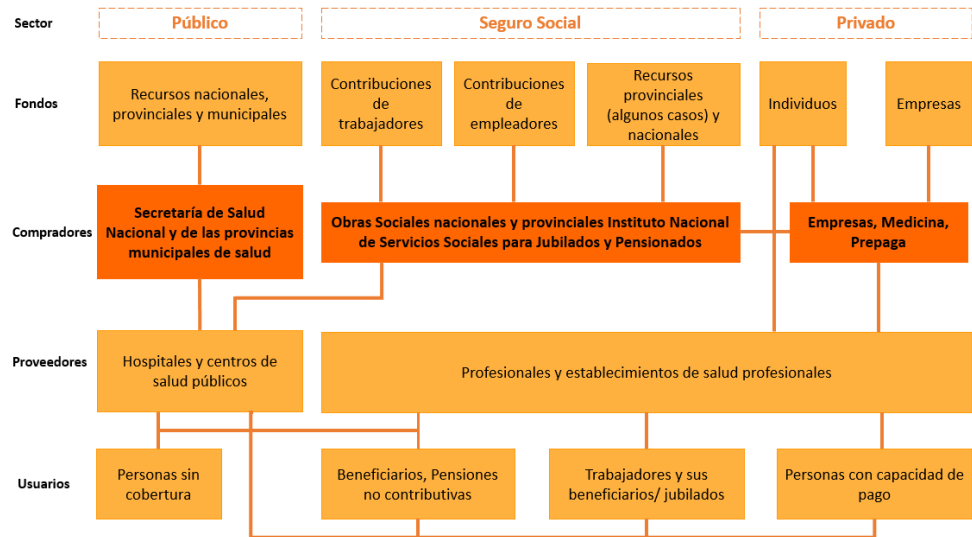 Sector
Público
Seguro Social
Privado
Fondos
Recursos nacionales,
provinciales y municipales
Contribuciones
de
trabajadores
Contribuciones
de
empleadores
Recursos
provinciales
(algunos casos) y
nacionales
Individuos
Empresas
Compradores
Secretaría de Salud
Nacional y de las provincias
municipales de salud
Obras Sociales nacionales y provinciales Instituto Nacional
de Servicios Sociales para Jubilados y Pensionados
Empresas, Medicina,
Prepaga
Proveedores
Hospitales y centros de
salud públicos
Profesionales y establecimientos de salud profesionales
Usuarios
Personas sin
cobertura
Beneficiarios, Pensiones
no contributivas
Trabajadores y sus
beneficiarios/ jubilados
Personas con capacidad de
pago